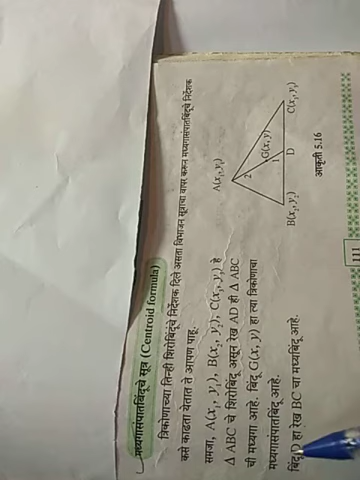 मध्यगासंपातबिंदूचे सूत्र (Centroid formula)
त्रिकोणाच्या तिन्ही शिरोबिंदूंचे निर्देशक दिले असता विभाजन सूत्राचा वापर करून मध्यगासंपातबिंदूचे निर्देशक
कसे काढता येतात ते आपण पाहू.
समजा, A(x₁, y₁), B(x₂, y₂), C(x₃, y₃) हे
Δ ABC चे शिरोबिंदू असून रेख AD ही Δ ABC
ची मध्यगा आहे. बिंदू G(x, y) हा त्या त्रिकोणाचा
मध्यगासंपातबिंदू आहे.
बिंदू D हा रेख BC चा मध्यबिंदू आहे.
A(x₁, y₁)
2
G(x, y)
1
B(x₂, y₂)
D
C(x₃, y₃)
आकृती 5.16
111